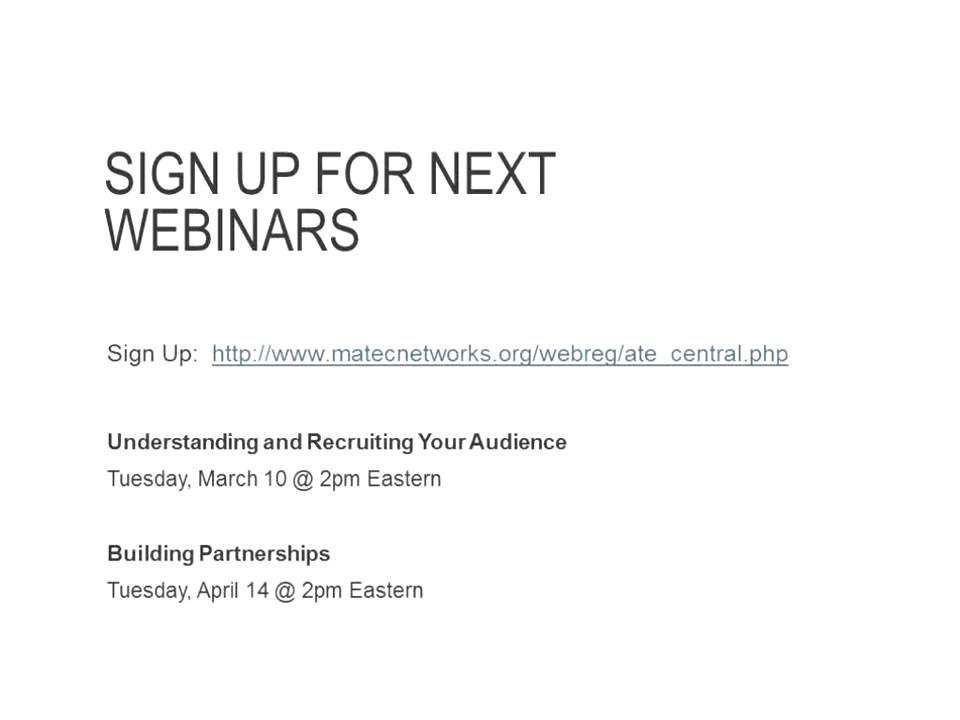 SIGN UP FOR NEXT
WEBINARS
Sign Up: http://www.matecnetworks.org/webreg/ate_central.php
Understanding and Recruiting Your Audience
Tuesday, March 10 @ 2pm Eastern
Building Partnerships
Tuesday, April 14 @ 2pm Eastern